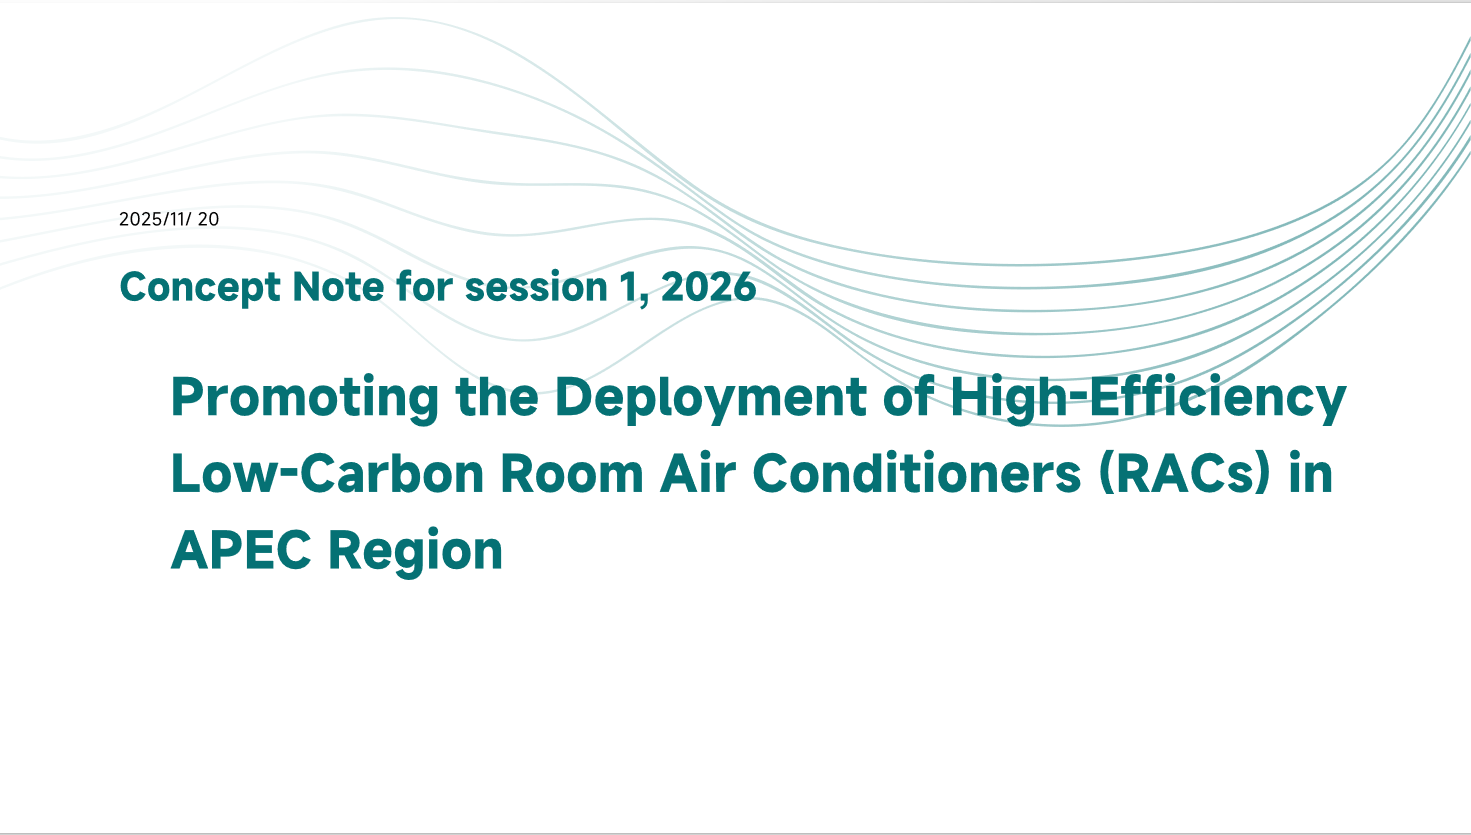 2025/11/ 20
Concept Note for session 1, 2026
Promoting the Deployment of High-Efficiency
Low-Carbon Room Air Conditioners (RACs) in
APEC Region